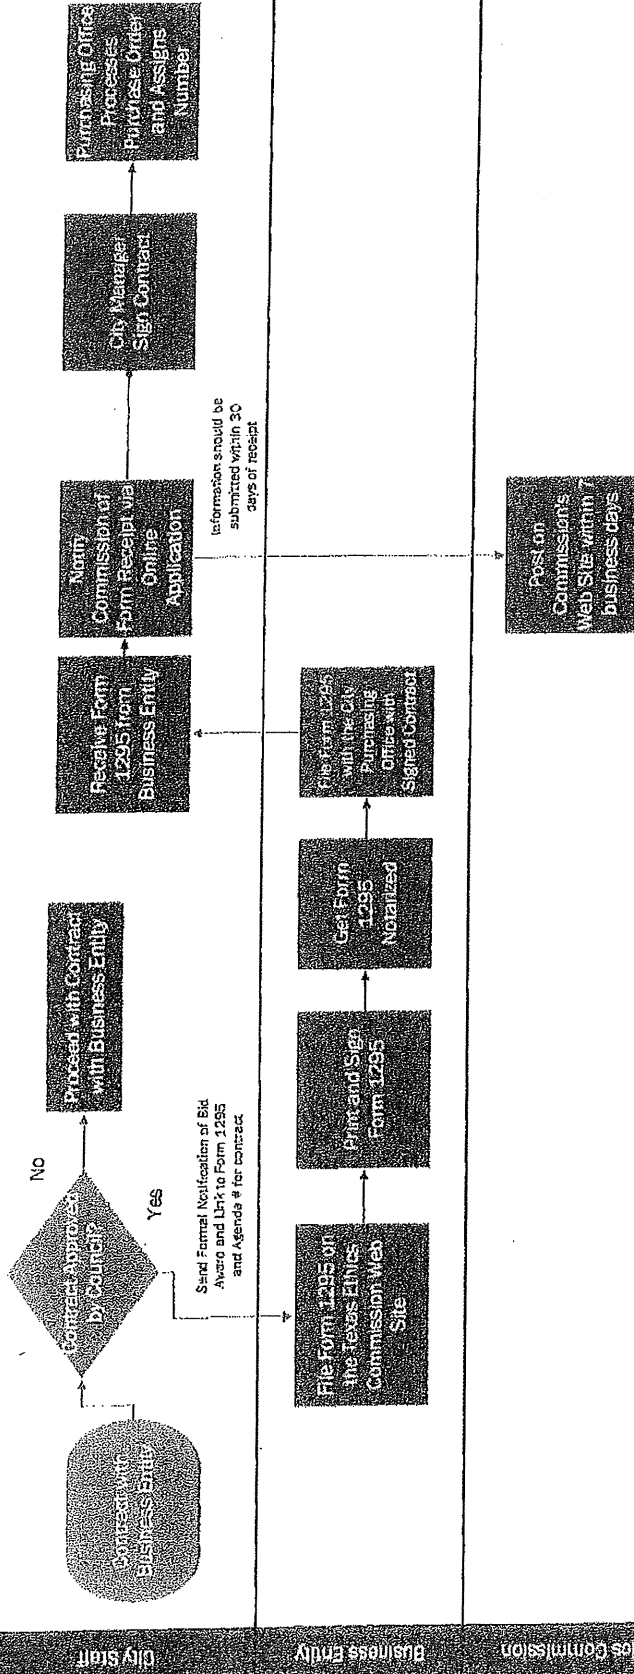 City Staff
Contract with
Business Entity
Contract Approved
by Council?
No
Proceed with Contract
with Business Entity
Yes
Send Formal Notification of Bid
Award and Link to Form 1295
and Agenda # for contract
Receive Form
1295 from
Business Entity
Notify
Commission of
Form Receipt via
Online
Application
Information should be
submitted within 30
days of receipt
City Manager
Sign Contract
Purchasing Office
Processes
Purchase Order
and Assigns
Number
Business Entity
File Form 1295 on
the Texas Ethics
Commission Web
Site
Print and Sign
Form 1295
Get Form
1295
Notarized
File Form 1295
with the City
Purchasing
Office with
Signed Contract
ics Commission
Post on
Commission's
Web Site within 7
business days